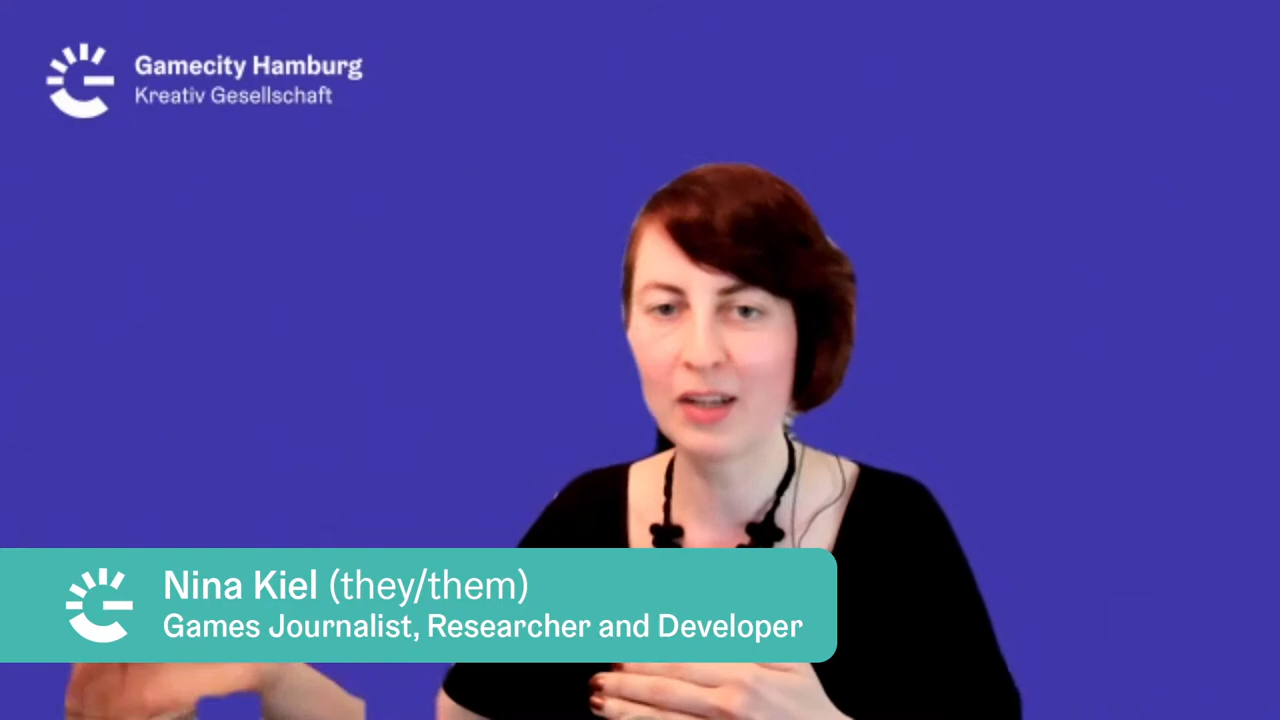 Gamecity Hamburg
Kreativ Gesellschaft
Nina Kiel (they/them)
Games Journalist, Researcher and Developer